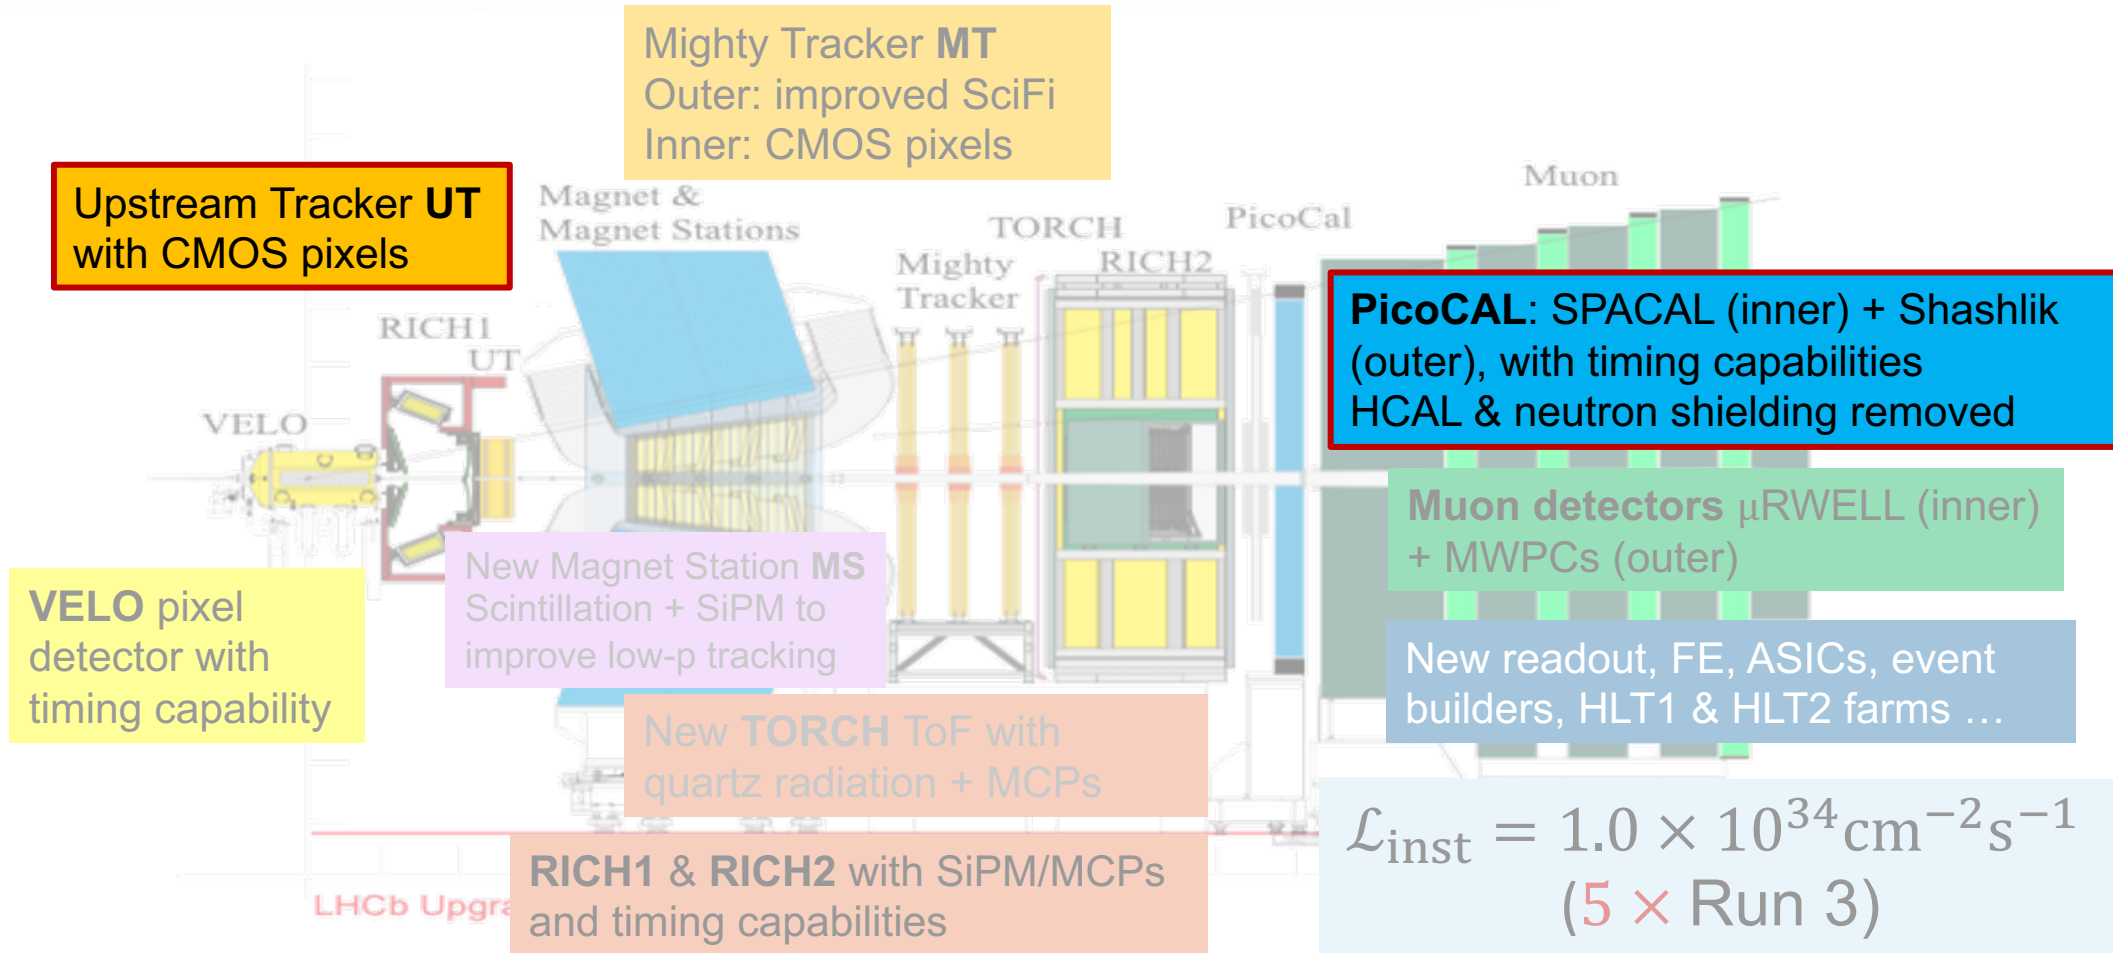 Mighty Tracker MT
Outer: improved SciFi
Inner: CMOS pixels
Upstream Tracker UT
with CMOS pixels
Magnet &
Magnet Stations
Muon
TORCH
PicoCal
RICH2
Mighty
Tracker
RICH1
UT
VELO
PicoCAL: SPACAL (inner) + Shashlik
(outer), with timing capabilities
HCAL & neutron shielding removed
Muon detectors μRWELL (inner)
+ MWPCs (outer)
New Magnet Station MS
Scintillation + SiPM to
improve low-p tracking
VELO pixel
detector with
timing capability
New readout, FE, ASICs, event
builders, HLT1 & HLT2 farms …
New TORCH ToF with
quartz radiation + MCPs
RICH1 & RICH2 with SiPM/MCPs
and timing capabilities
LHCb Upgra
ℒ_inst = 1.0 × 10³⁴cm⁻²s⁻¹
(5 × Run 3)